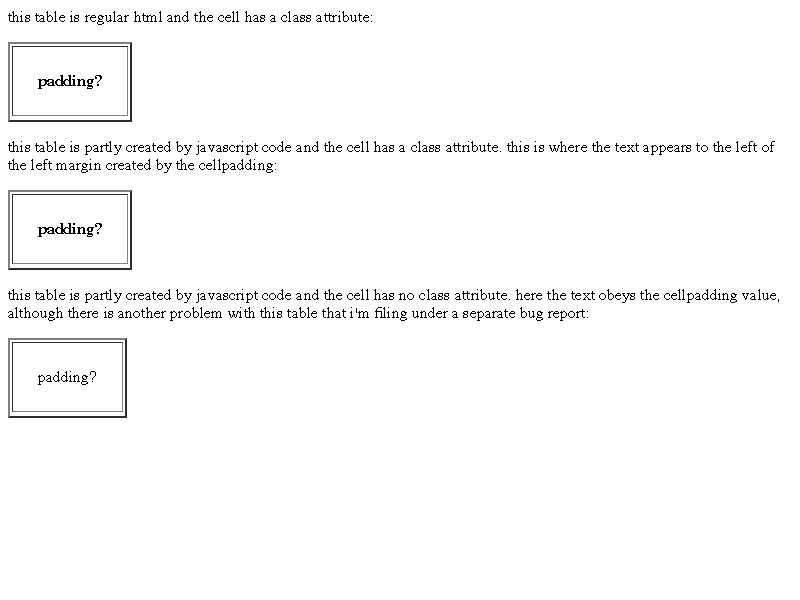 this table is regular html and the cell has a class attribute:
padding?
this table is partly created by javascript code and the cell has a class attribute. this is where the text appears to the left of
the left margin created by the cellpadding:
padding?
this table is partly created by javascript code and the cell has no class attribute. here the text obeys the cellpadding value,
although there is another problem with this table that i'm filing under a separate bug report:
padding?